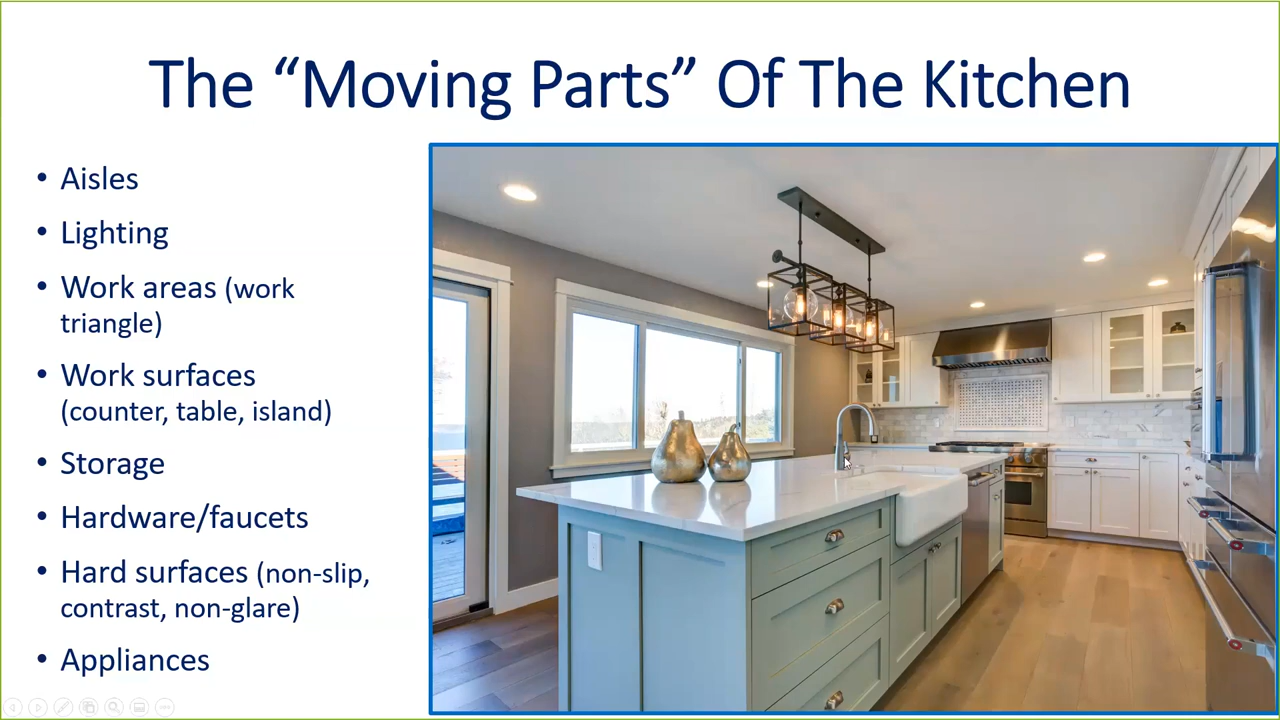 The “Moving Parts” Of The Kitchen
• Aisles
• Lighting
• Work areas (work
triangle)
• Work surfaces
(counter, table, island)
• Storage
• Hardware/faucets
• Hard surfaces (non-slip,
contrast, non-glare)
• Appliances